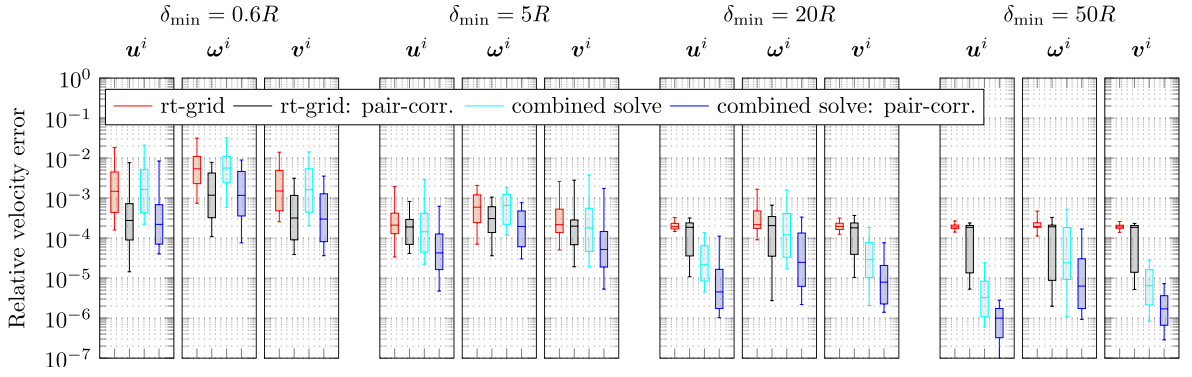 δ_min = 0.6R δ_min = 5R δ_min = 20R δ_min = 50R
u^i ω^i v^i u^i ω^i v^i u^i ω^i v^i u^i ω^i v^i
10^0
rt-grid rt-grid: pair-corr. combined solve combined solve: pair-corr.
10^−1
10^−2
10^−3
10^−4
10^−5
10^−6
10^−7
Relative velocity error